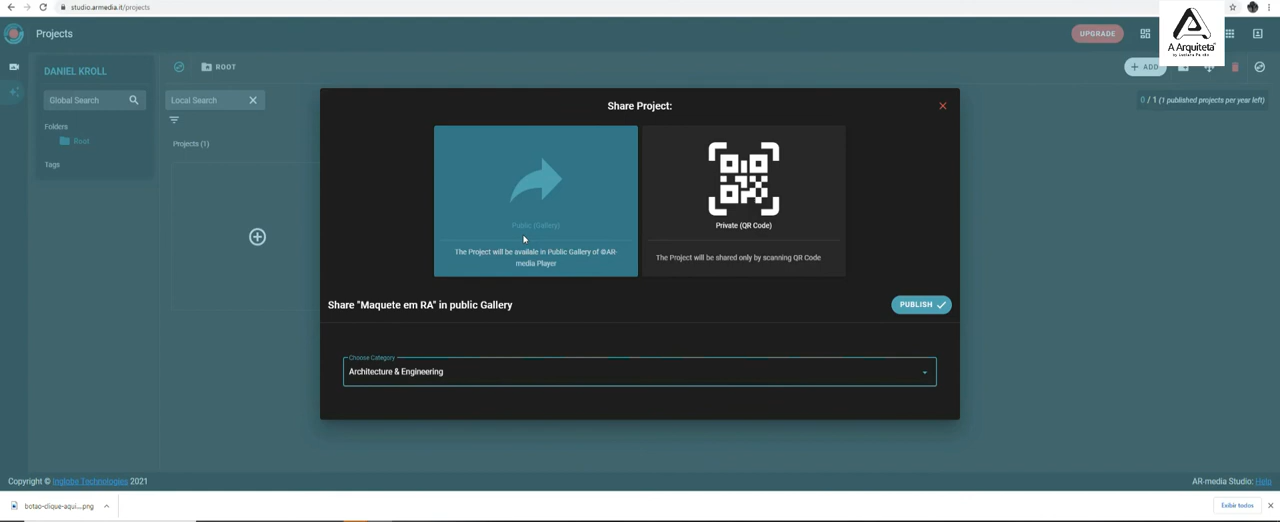 studio.armedia.it/projects
Projects
UPGRADE
A Arquiteta
DANIEL KROLL
ROOT
ADD
Global Search
Local Search
0 / 1 (1 published projects per year left)
Folders
Root
Tags
Projects (1)
Share Project:
Public (Gallery)
The Project will be availale in Public Gallery of @AR-
media Player
Private (QR Code)
The Project will be shared only by scanning QR Code
Share "Maquete em RA" in public Gallery
PUBLISH
Choose Category
Architecture & Engineering
Copyright © Inglobe Technologies 2021
AR-media Studio: Help
botao-clique-aqui....png
Exibir todos